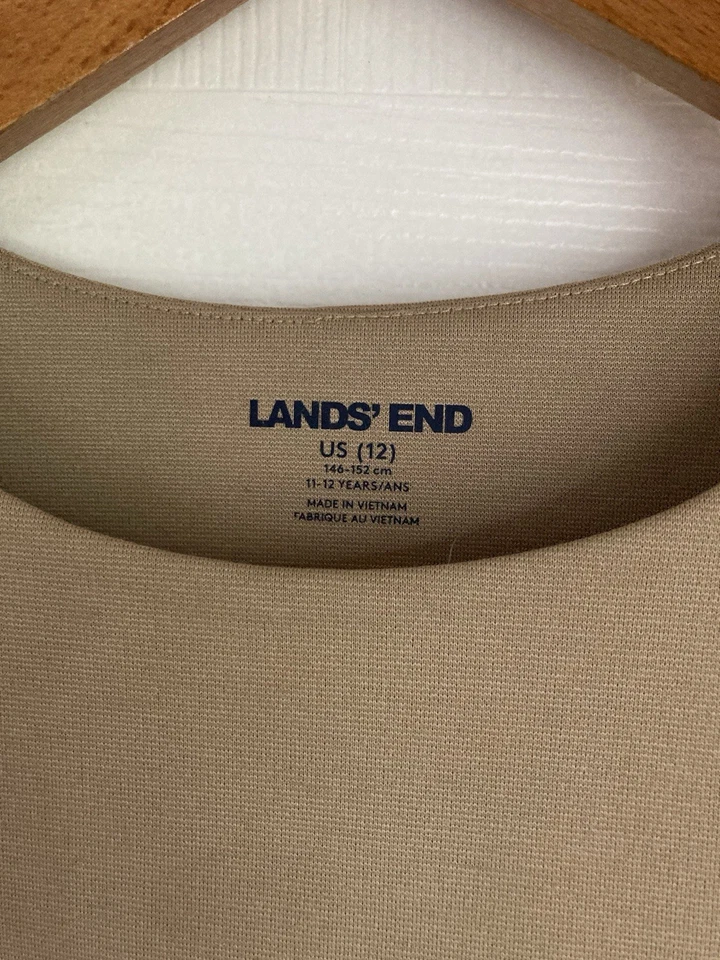 LANDS' END
US (12)
146-152 cm
11-12 YEARS/ANS
MADE IN VIETNAM
FABRIQUE AU VIETNAM